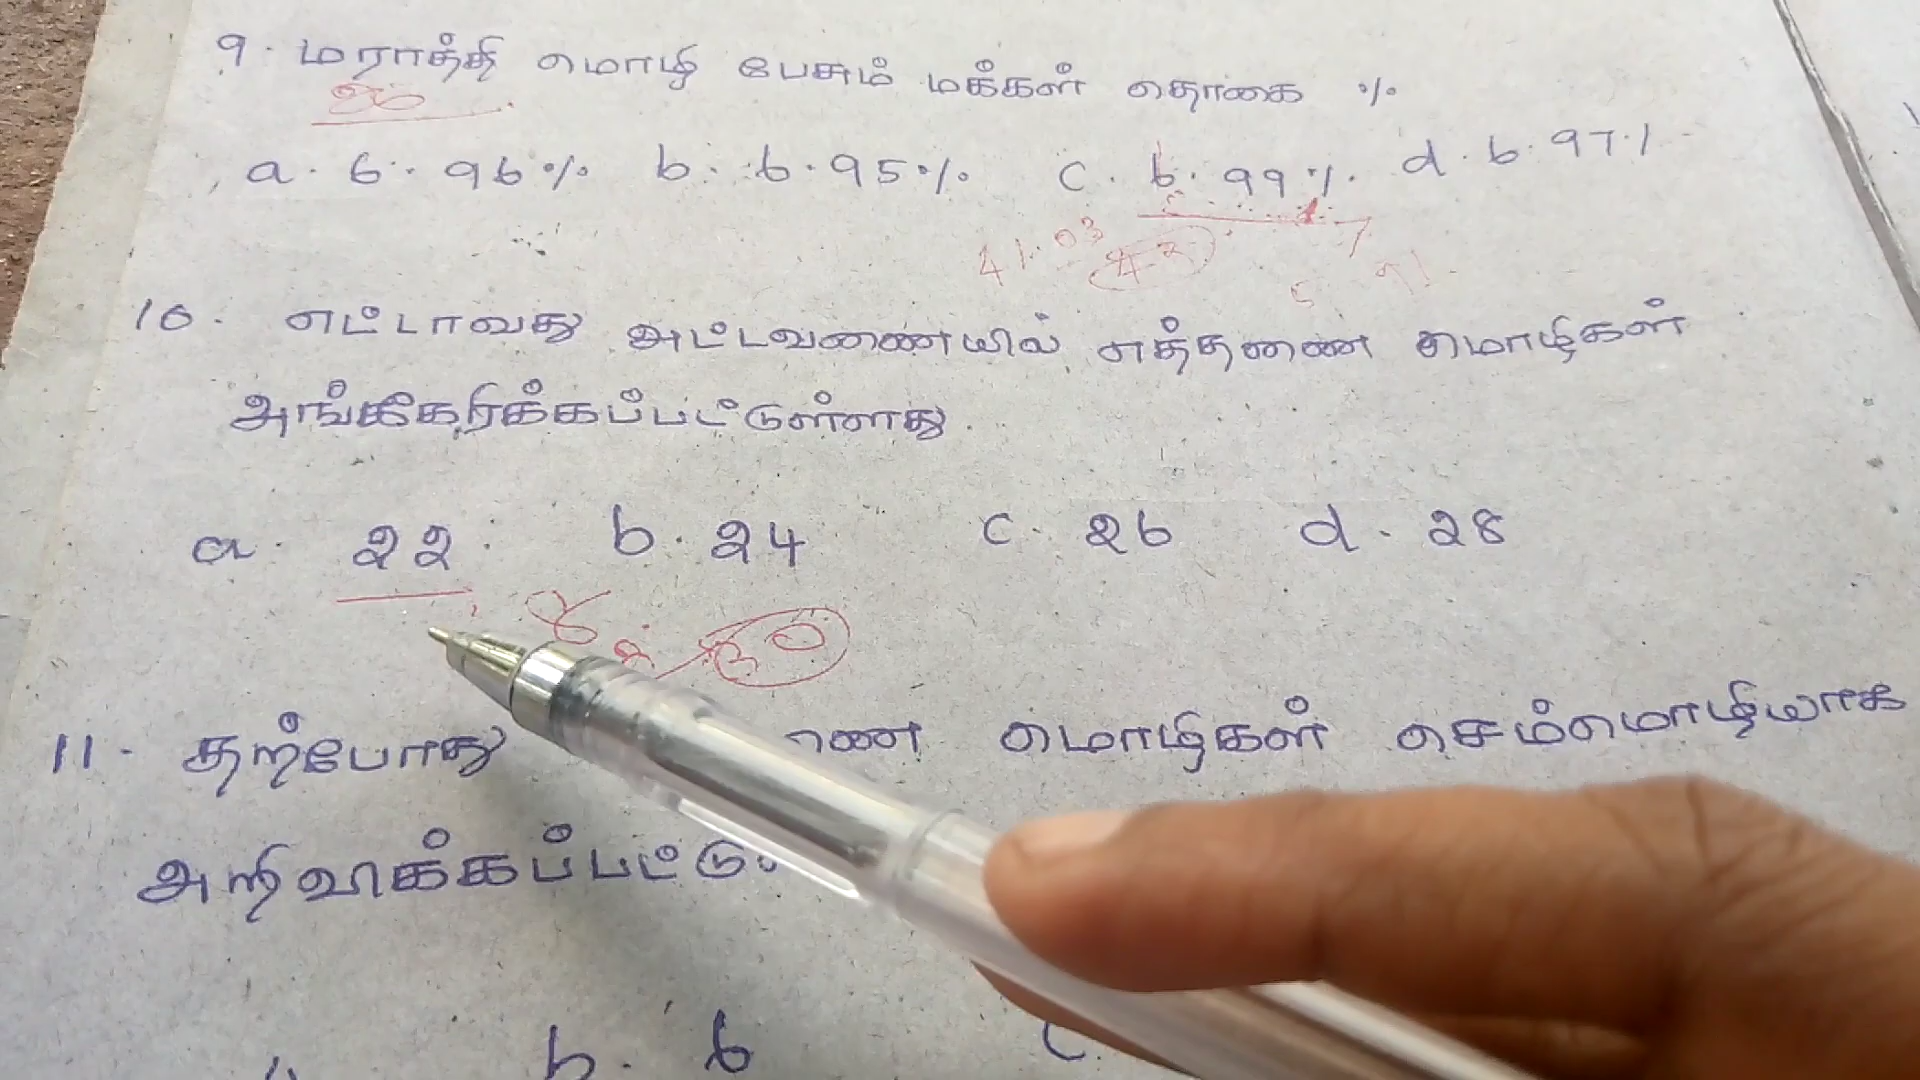 9. மராத்தி மொழி பேசும் மக்கள் தொகை %
a. 6. 96% b. 6. 95% c. 6. 99% d. 6. 97%
41.03
10. எட்டாவது அட்டவணையில் எத்தணை மொழிகள்
அங்கீகரிக்கப்பட்டுள்ளது
a. 22 b. 24 c. 26 d. 28
11. தற்போது மொழிகள் செம்மொழியாக
அறிவிக்கப்பட்டு
b. 6 c.